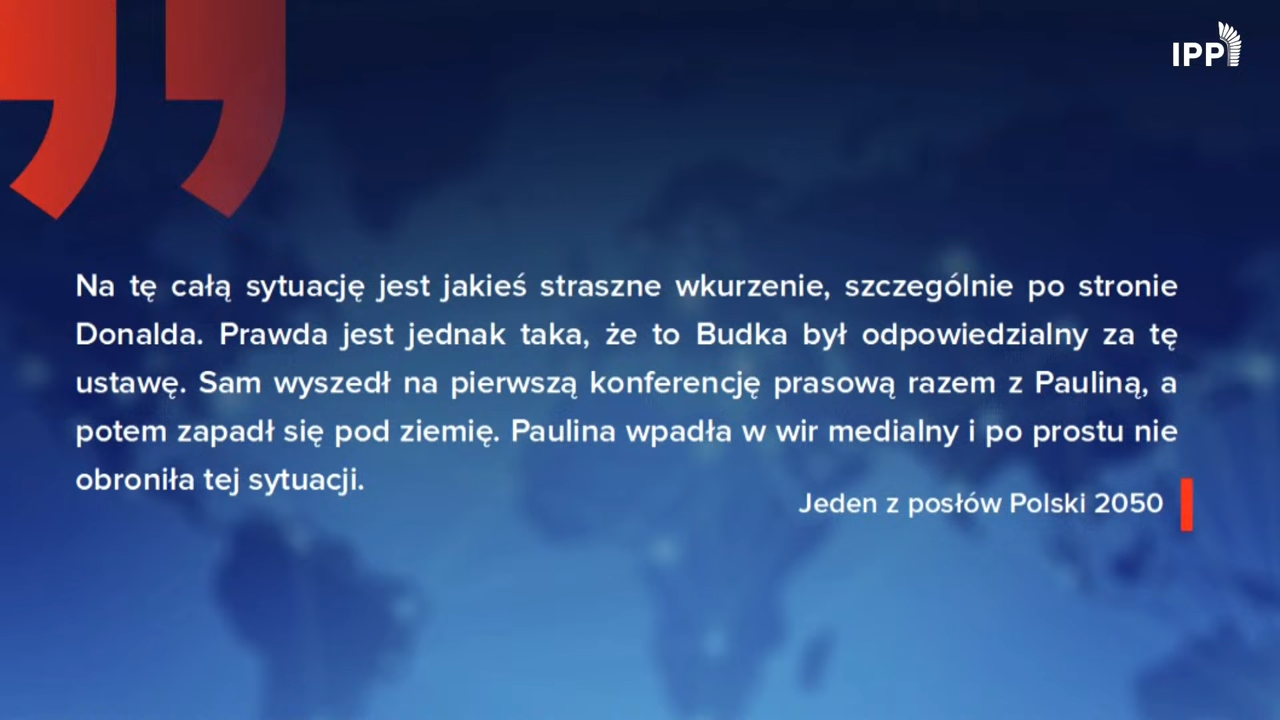 IPP
Na tę całą sytuację jest jakieś straszne wkurzenie, szczególnie po stronie
Donalda. Prawda jest jednak taka, że to Budka był odpowiedzialny za tę
ustawę. Sam wyszedł na pierwszą konferencję prasową razem z Pauliną, a
potem zapadł się pod ziemię. Paulina wpadła w wir medialny i po prostu nie
obroniła tej sytuacji.
Jeden z posłów Polski 2050